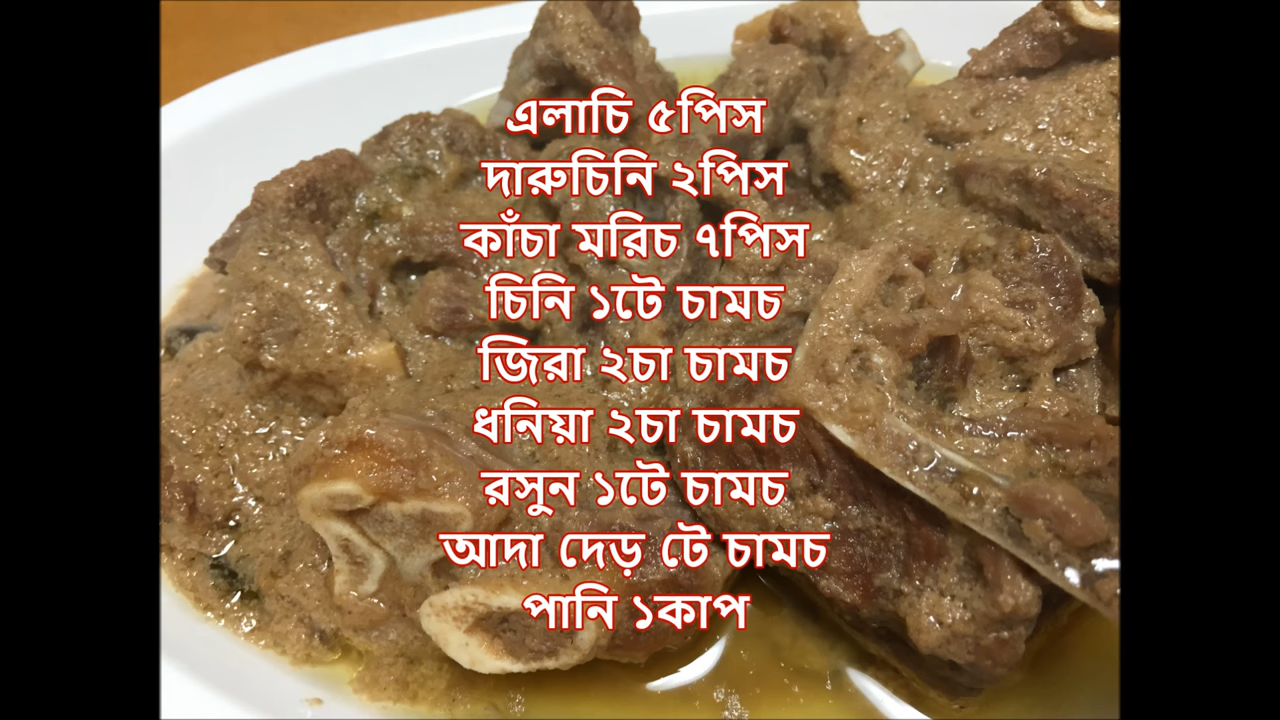 এলাচি ৫পিস
দারুচিনি ২পিস
কাঁচা মরিচ ৭পিস
চিনি ১টে চামচ
জিরা ২চা চামচ
ধনিয়া ২চা চামচ
রসুন ১টে চামচ
আদা দেড় টে চামচ
পানি ১কাপ